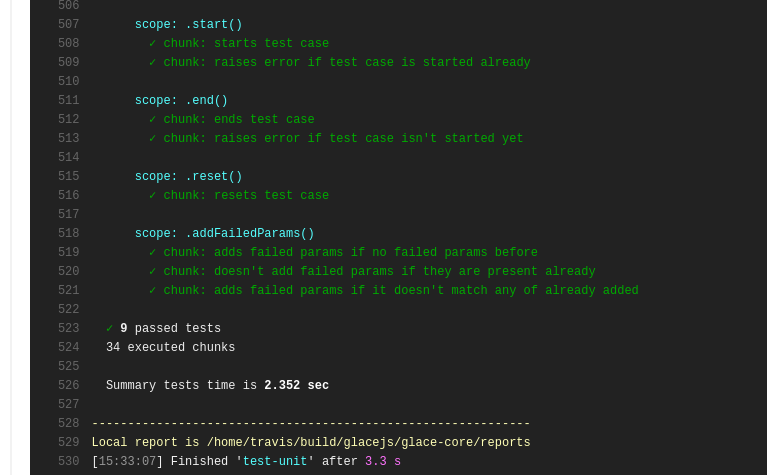 506
507 scope: .start()
508 ✓ chunk: starts test case
509 ✓ chunk: raises error if test case is started already
510
511 scope: .end()
512 ✓ chunk: ends test case
513 ✓ chunk: raises error if test case isn't started yet
514
515 scope: .reset()
516 ✓ chunk: resets test case
517
518 scope: .addFailedParams()
519 ✓ chunk: adds failed params if no failed params before
520 ✓ chunk: doesn't add failed params if they are present already
521 ✓ chunk: adds failed params if it doesn't match any of already added
522
523 ✓ 9 passed tests
524 34 executed chunks
525
526 Summary tests time is 2.352 sec
527
528 -------------------------------------------------------------
529 Local report is /home/travis/build/glacejs/glace-core/reports
530 [15:33:07] Finished 'test-unit' after 3.3 s